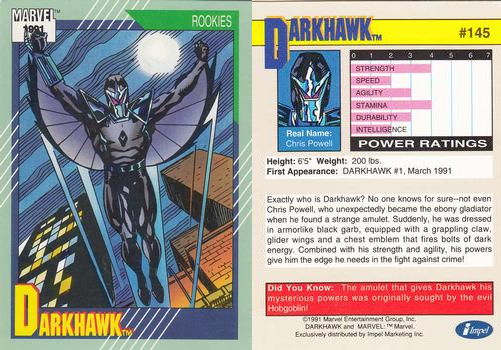 MARVEL
1991
ROOKIES
DARKHAWK™
DARKHAWK™
#145
0 1 2 3 4 5 6 7
STRENGTH
SPEED
AGILITY
STAMINA
DURABILITY
INTELLIGENCE
POWER RATINGS
Real Name:
Chris Powell
Height: 6'5" Weight: 200 lbs.
First Appearance: DARKHAWK #1, March 1991
Exactly who is Darkhawk? No one knows for sure--not even
Chris Powell, who unexpectedly became the ebony gladiator
when he found a strange amulet. Suddenly, he was dressed
in armorlike black garb, equipped with a grappling claw,
glider wings and a chest emblem that fires bolts of dark
energy. Combined with his strength and agility, his powers
give him the edge he needs in the fight against crime!
Did You Know: The amulet that gives Darkhawk his
mysterious powers was originally sought by the evil
Hobgoblin!
©1991 Marvel Entertainment Group, Inc.
DARKHAWK and MARVEL: ™ Marvel.
Exclusively distributed by Impel Marketing Inc.
Impel